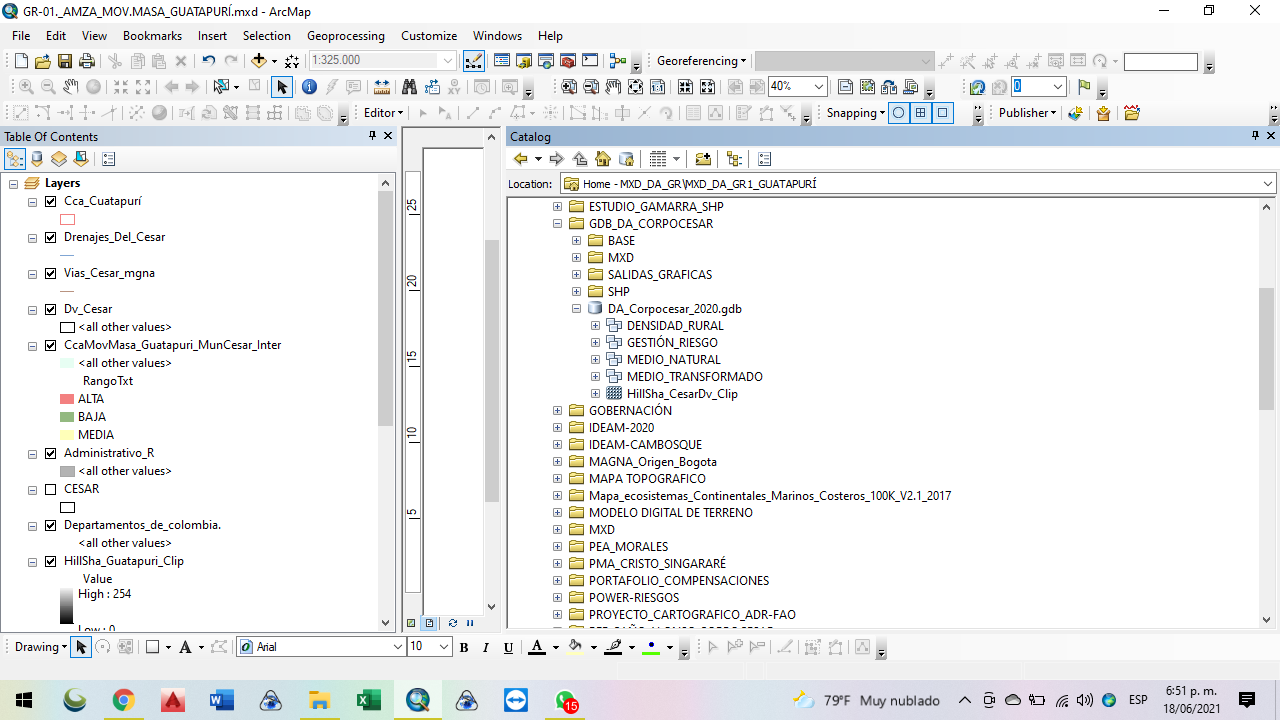 GR-01._AMZA_MOV.MASA_GUATAPURÍ.mxd - ArcMap
File Edit View Bookmarks Insert Selection Geoprocessing Customize Windows Help
1:325.000
Georeferencing
40%
0
Editor
Snapping
Publisher
Table Of Contents
Layers
Cca_Cuatapurí
Drenajes_Del_Cesar
Vias_Cesar_mgna
Dv_Cesar
<all other values>
CcaMovMasa_Guatapuri_MunCesar_Inter
<all other values>
RangoTxt
ALTA
BAJA
MEDIA
Administrativo_R
<all other values>
CESAR
Departamentos_de_colombia.
<all other values>
HillSha_Guatapuri_Clip
Value
High : 254
Low : 0
25
20
15
10
5
Catalog
Location: Home - MXD_DA_GR\MXD_DA_GR1_GUATAPURÍ
ESTUDIO_GAMARRA_SHP
GDB_DA_CORPOCESAR
BASE
MXD
SALIDAS_GRAFICAS
SHP
DA_Corpocesar_2020.gdb
DENSIDAD_RURAL
GESTIÓN_RIESGO
MEDIO_NATURAL
MEDIO_TRANSFORMADO
HillSha_CesarDv_Clip
GOBERNACIÓN
IDEAM-2020
IDEAM-CAMBOSQUE
MAGNA_Origen_Bogota
MAPA TOPOGRAFICO
Mapa_ecosistemas_Continentales_Marinos_Costeros_100K_V2.1_2017
MODELO DIGITAL DE TERRENO
MXD
PEA_MORALES
PMA_CRISTO_SINGARARÉ
PORTAFOLIO_COMPENSACIONES
POWER-RIESGOS
PROYECTO_CARTOGRAFICO_ADR-FAO
Drawing
A
Arial
10
B I U A
15
79°F Muy nublado
ESP
6:51 p. m.
18/06/2021